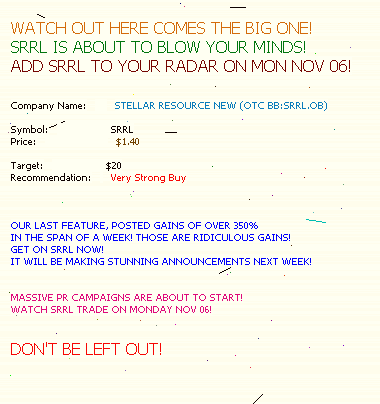 WATCH OUT HERE COMES THE BIG ONE!
SRRL IS ABOUT TO BLOW YOUR MINDS!
ADD SRRL TO YOUR RADAR ON MON NOV 06!
Company Name: STELLAR RESOURCE NEW (OTC BB:SRRL.OB)
Symbol: SRRL
Price: $1.40
Target: $20
Recommendation: Very Strong Buy
OUR LAST FEATURE, POSTED GAINS OF OVER 350%
IN THE SPAN OF A WEEK! THOSE ARE RIDICULOUS GAINS!
GET ON SRRL NOW!
IT WILL BE MAKING STUNNING ANNOUNCEMENTS NEXT WEEK!
MASSIVE PR CAMPAIGNS ARE ABOUT TO START!
WATCH SRRL TRADE ON MONDAY NOV 06!
DON'T BE LEFT OUT!